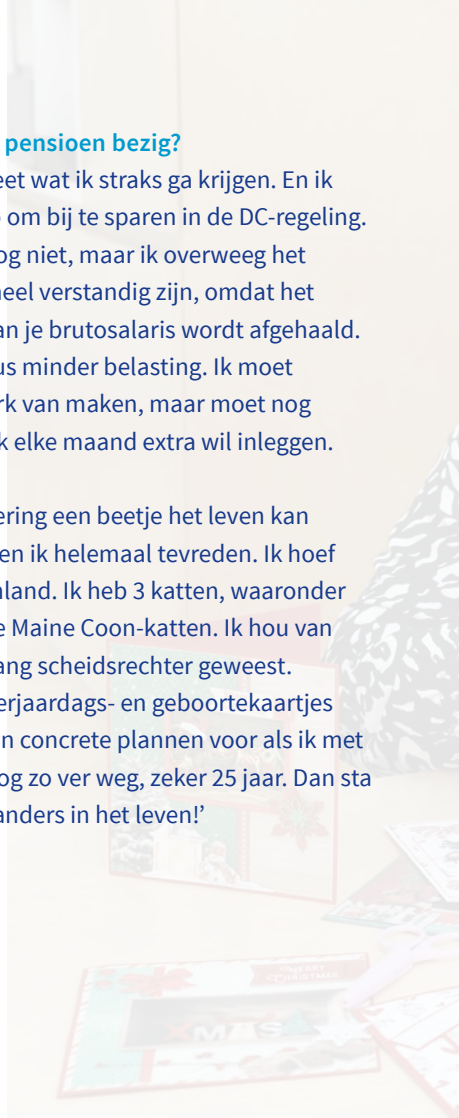 pensioen bezig?
eet wat ik straks ga krijgen. En ik
om bij te sparen in de DC-regeling.
og niet, maar ik overweeg het
heel verstandig zijn, omdat het
an je brutosalaris wordt afgehaald.
us minder belasting. Ik moet
rk van maken, maar moet nog
k elke maand extra wil inleggen.
ering een beetje het leven kan
en ik helemaal tevreden. Ik hoef
nland. Ik heb 3 katten, waaronder
e Maine Coon-katten. Ik hou van
ang scheidsrechter geweest.
erjaardags- en geboortekaartjes
n concrete plannen voor als ik met
og zo ver weg, zeker 25 jaar. Dan sta
anders in het leven!’
MERRY
CHRISTMAS
XMAS